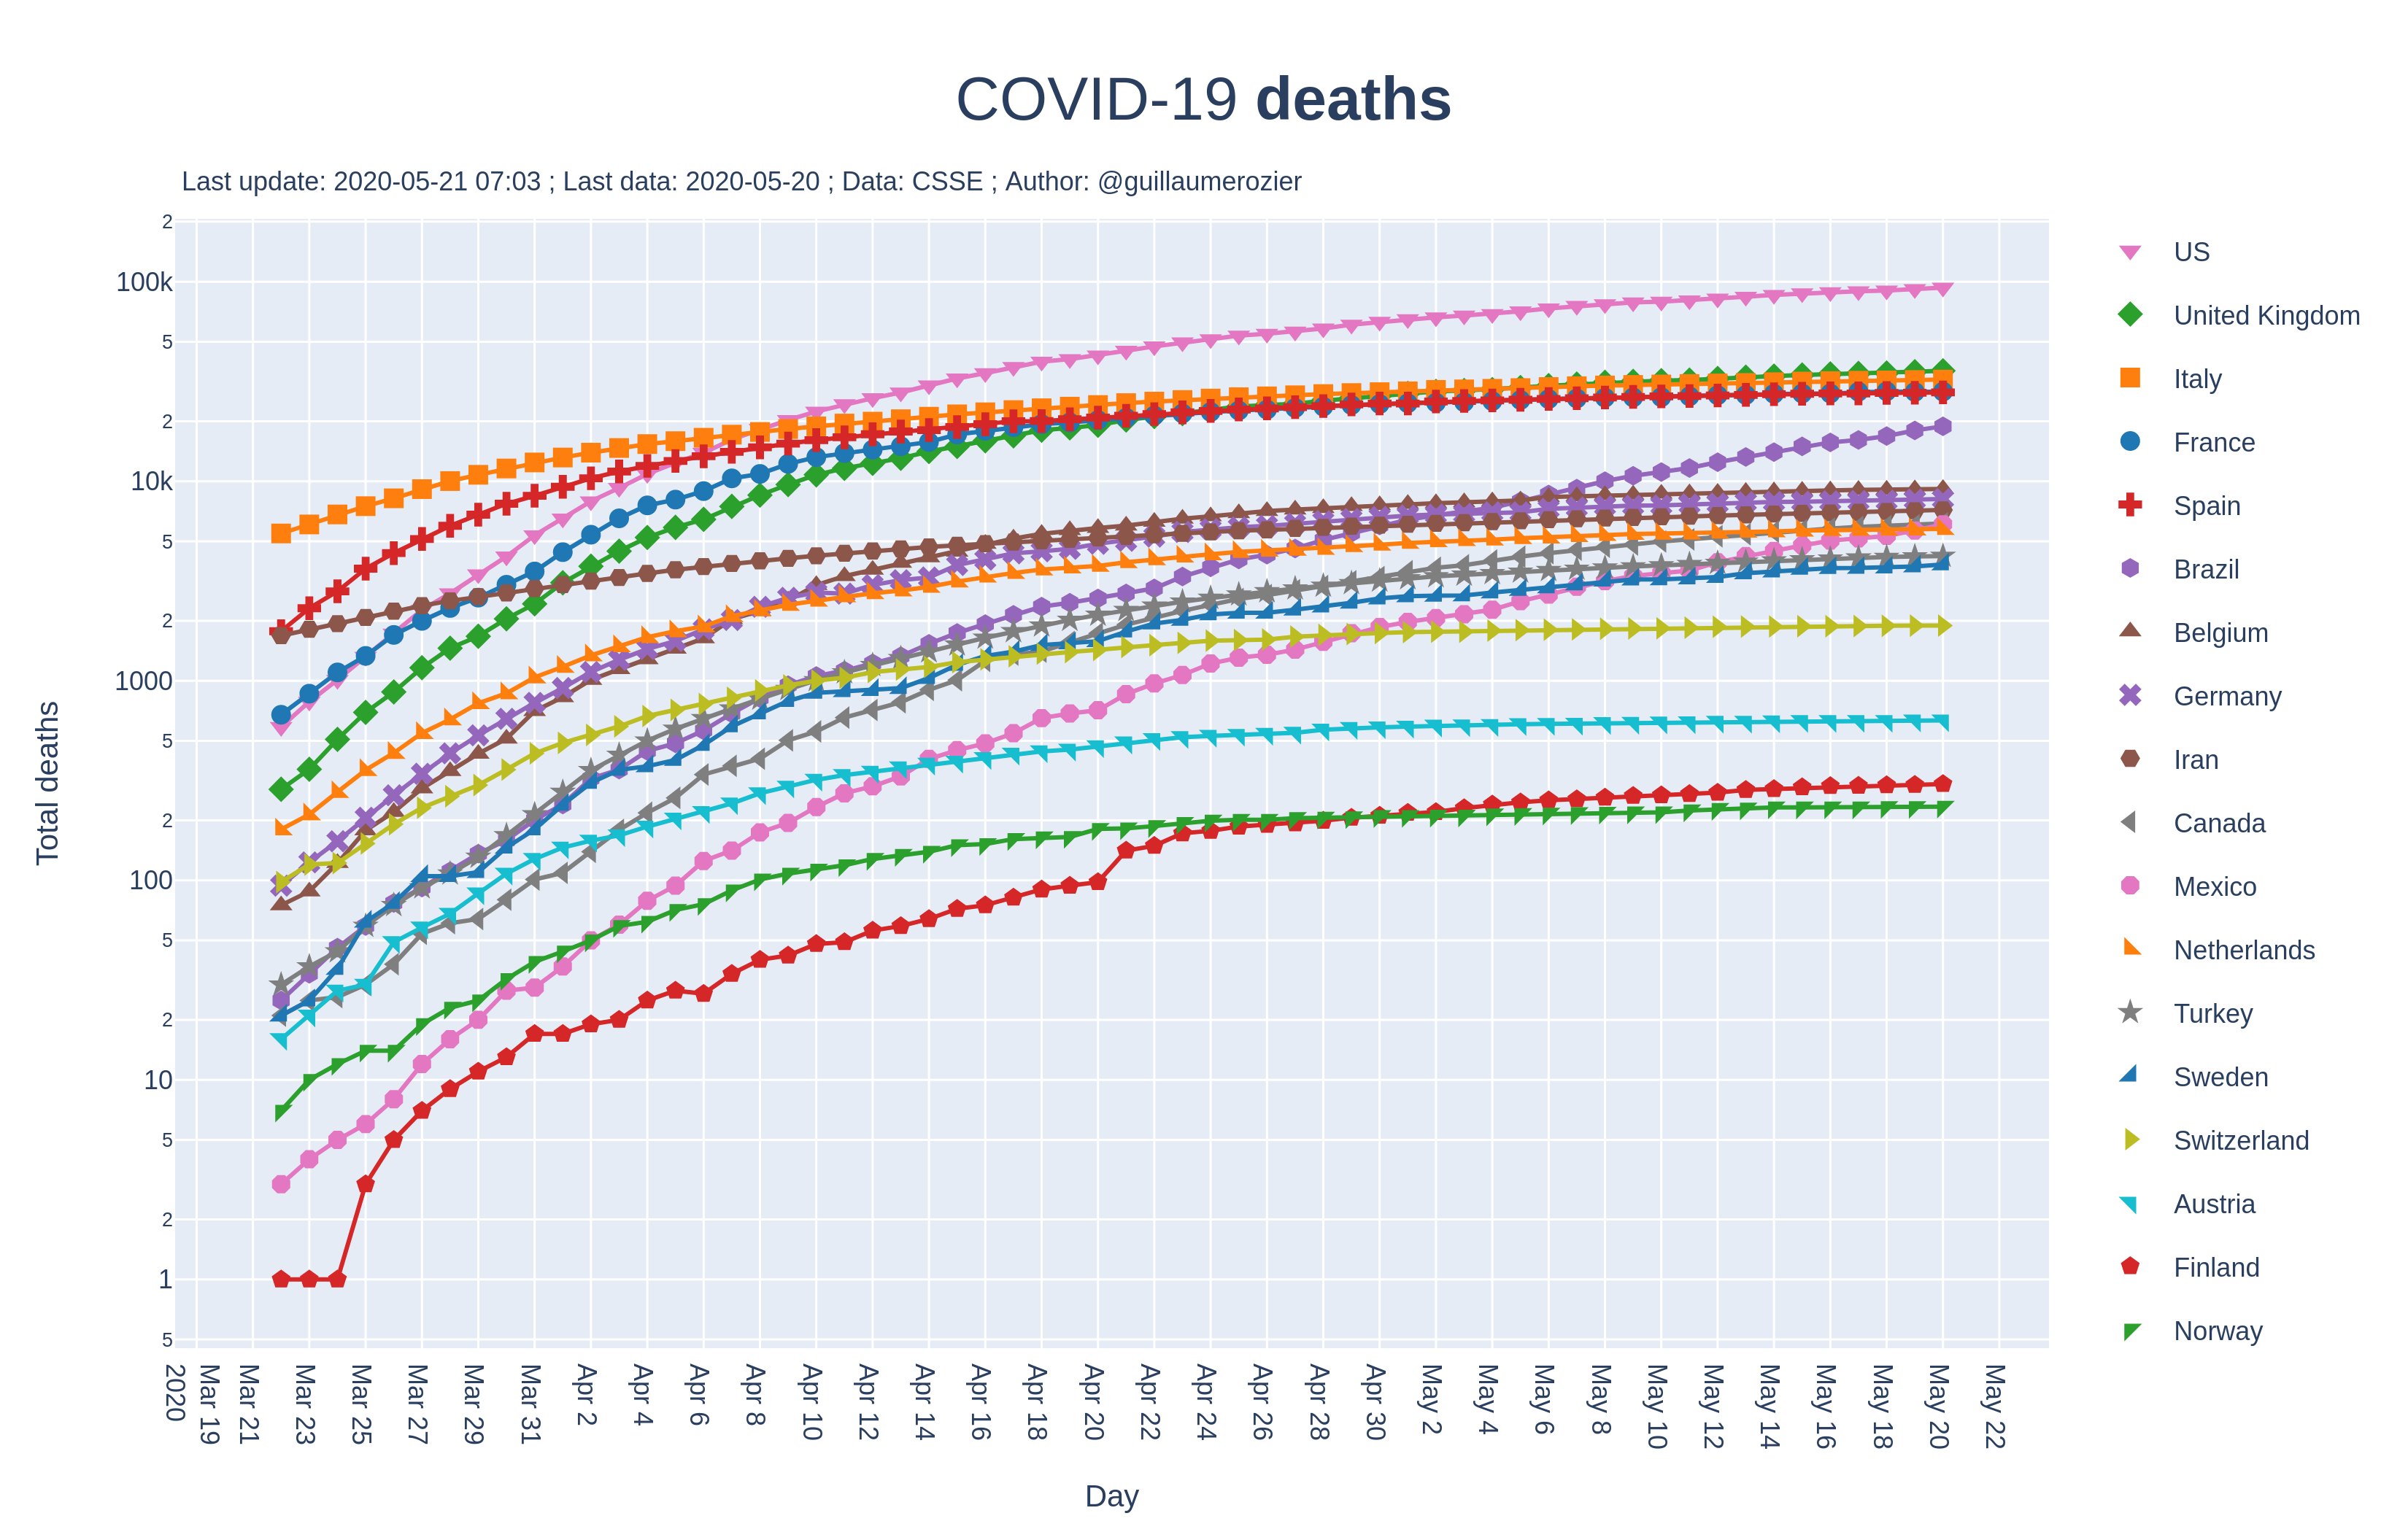 COVID-19 deaths
Last update: 2020-05-21 07:03 ; Last data: 2020-05-20 ; Data: CSSE ; Author: @guillaumerozier
2
100k
5
2
10k
5
2
1000
5
2
100
5
2
10
5
2
1
5
Total deaths
2020
Mar 19
Mar 21
Mar 23
Mar 25
Mar 27
Mar 29
Mar 31
Apr 2
Apr 4
Apr 6
Apr 8
Apr 10
Apr 12
Apr 14
Apr 16
Apr 18
Apr 20
Apr 22
Apr 24
Apr 26
Apr 28
Apr 30
May 2
May 4
May 6
May 8
May 10
May 12
May 14
May 16
May 18
May 20
May 22
Day
US
United Kingdom
Italy
France
Spain
Brazil
Belgium
Germany
Iran
Canada
Mexico
Netherlands
Turkey
Sweden
Switzerland
Austria
Finland
Norway